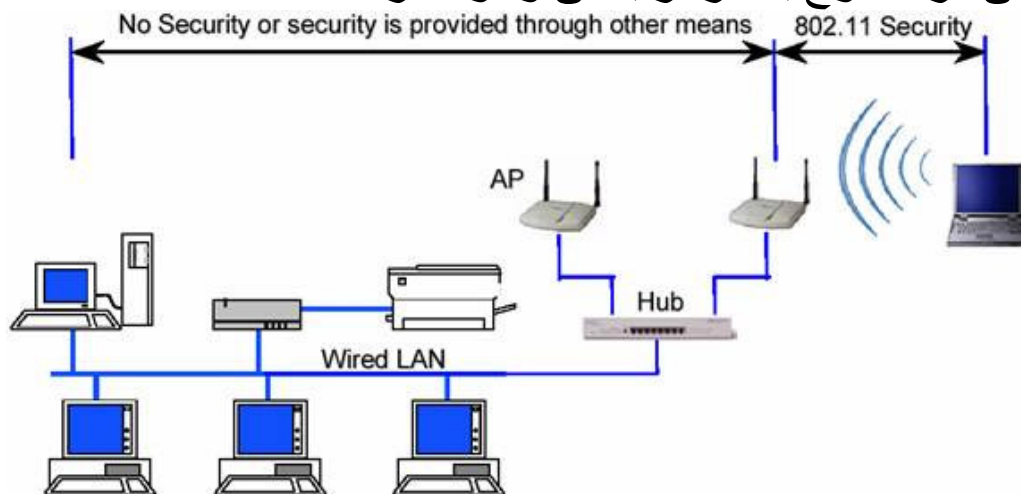 No Security or security is provided through other means
802.11 Security
AP
Hub
Wired LAN